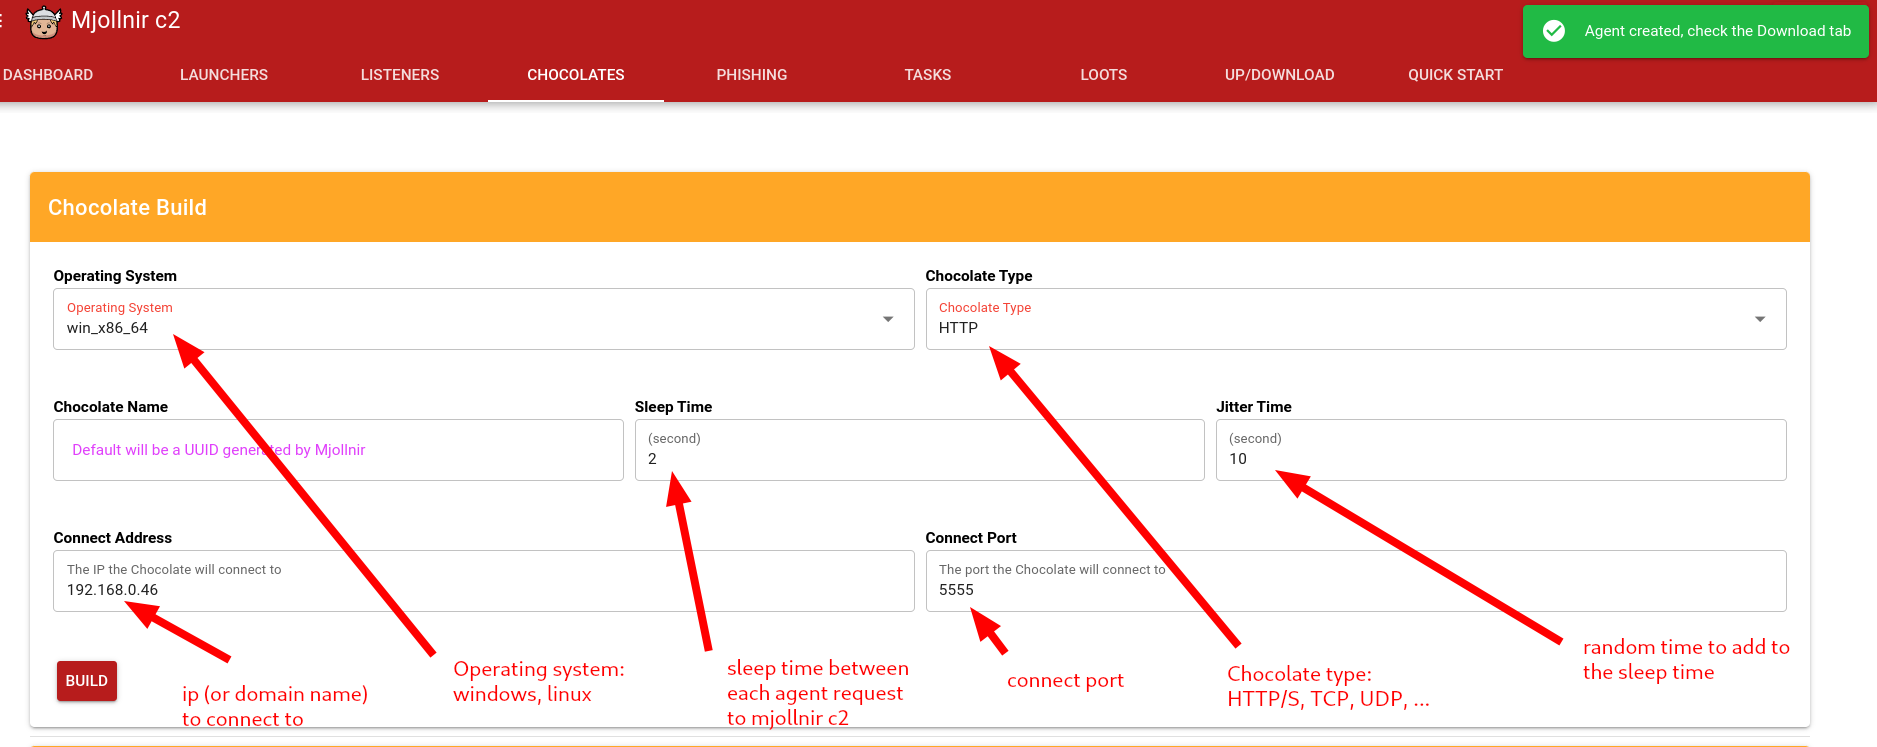 Mjollnir c2
Agent created, check the Download tab
DASHBOARD
LAUNCHERS
LISTENERS
CHOCOLATES
PHISHING
TASKS
LOOTS
UP/DOWNLOAD
QUICK START
Chocolate Build
Operating System
Operating System
win_x86_64
Chocolate Type
Chocolate Type
HTTP
Chocolate Name
Default will be a UUID generated by Mjollnir
Sleep Time
(second)
2
Jitter Time
(second)
10
Connect Address
The IP the Chocolate will connect to
192.168.0.46
Connect Port
The port the Chocolate will connect to
5555
BUILD
ip (or domain name)
to connect to
Operating system:
windows, linux
sleep time between
each agent request
to mjollnir c2
connect port
Chocolate type:
HTTP/S, TCP, UDP, ...
random time to add to
the sleep time